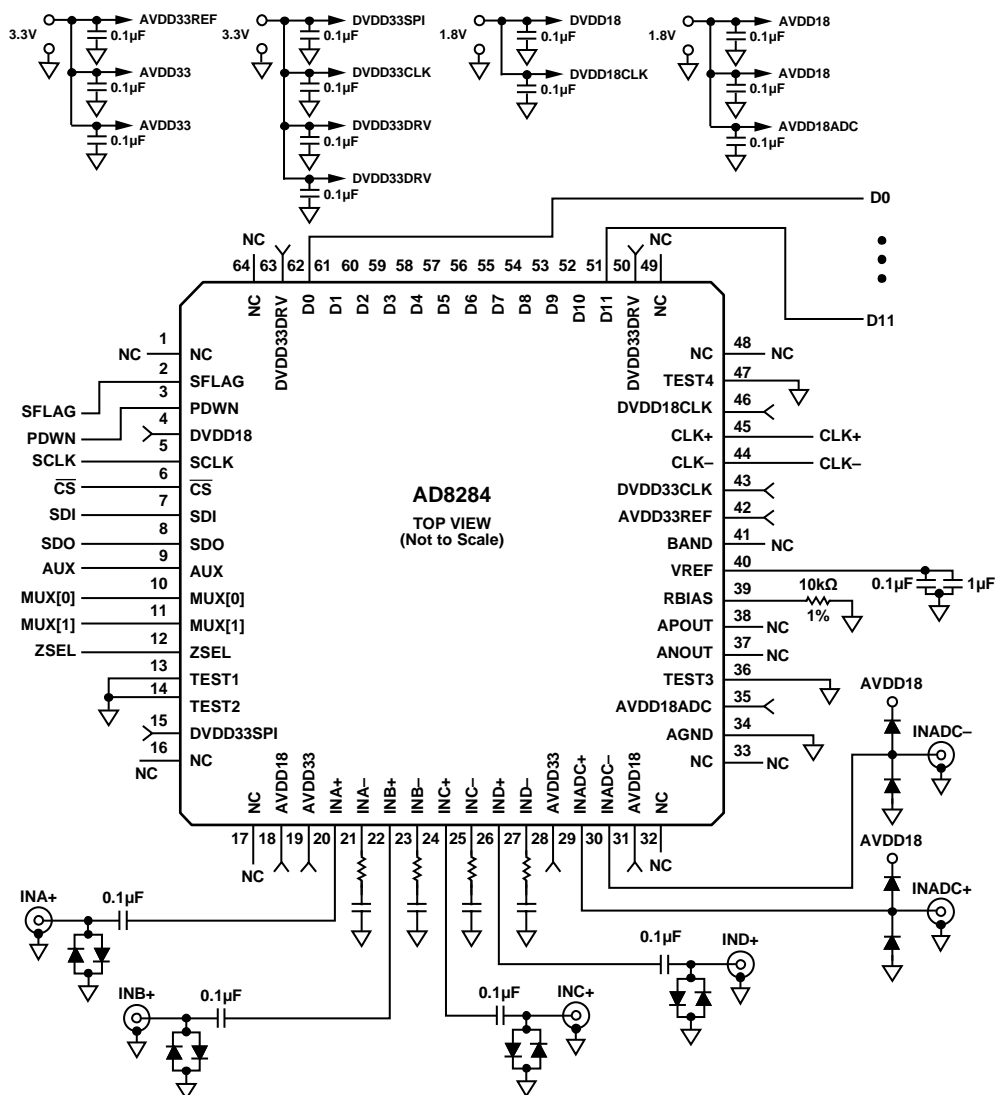 3.3V
AVDD33REF
0.1µF
AVDD33
0.1µF
AVDD33
0.1µF
3.3V
DVDD33SPI
0.1µF
DVDD33CLK
0.1µF
DVDD33DRV
0.1µF
DVDD33DRV
0.1µF
1.8V
DVDD18
0.1µF
DVDD18CLK
0.1µF
1.8V
AVDD18
0.1µF
AVDD18
0.1µF
AVDD18ADC
0.1µF
D0
D11
NC
NC
64 63 62 61 60 59 58 57 56 55 54 53 52 51 50 49
NC DVDD33DRV D0 D1 D2 D3 D4 D5 D6 D7 D8 D9 D10 D11 DVDD33DRV NC
NC 1 NC
SFLAG 2 SFLAG
PDWN 3 PDWN
4 DVDD18
SCLK 5 SCLK
CS 6 CS
SDI 7 SDI
SDO 8 SDO
AUX 9 AUX
MUX[0] 10 MUX[0]
MUX[1] 11 MUX[1]
ZSEL 12 ZSEL
13 TEST1
14 TEST2
15 DVDD33SPI
NC 16 NC
AD8284
TOP VIEW
(Not to Scale)
NC 48 NC
TEST4 47
DVDD18CLK 46
CLK+ 45 CLK+
CLK– 44 CLK–
DVDD33CLK 43
AVDD33REF 42
BAND 41 NC
VREF 40
0.1µF 1µF
RBIAS 39 10kΩ
1%
APOUT 38 NC
ANOUT 37 NC
TEST3 36
AVDD18ADC 35
AGND 34
NC 33 NC
NC AVDD18 AVDD33 INA+ INA– INB+ INB– INC+ INC– IND+ IND– AVDD33 INADC+ INADC– AVDD18 NC
17 18 19 20 21 22 23 24 25 26 27 28 29 30 31 32
NC
NC
AVDD18
INADC–
AVDD18
INADC+
INA+
0.1µF
INB+
0.1µF
0.1µF
INC+
0.1µF
IND+